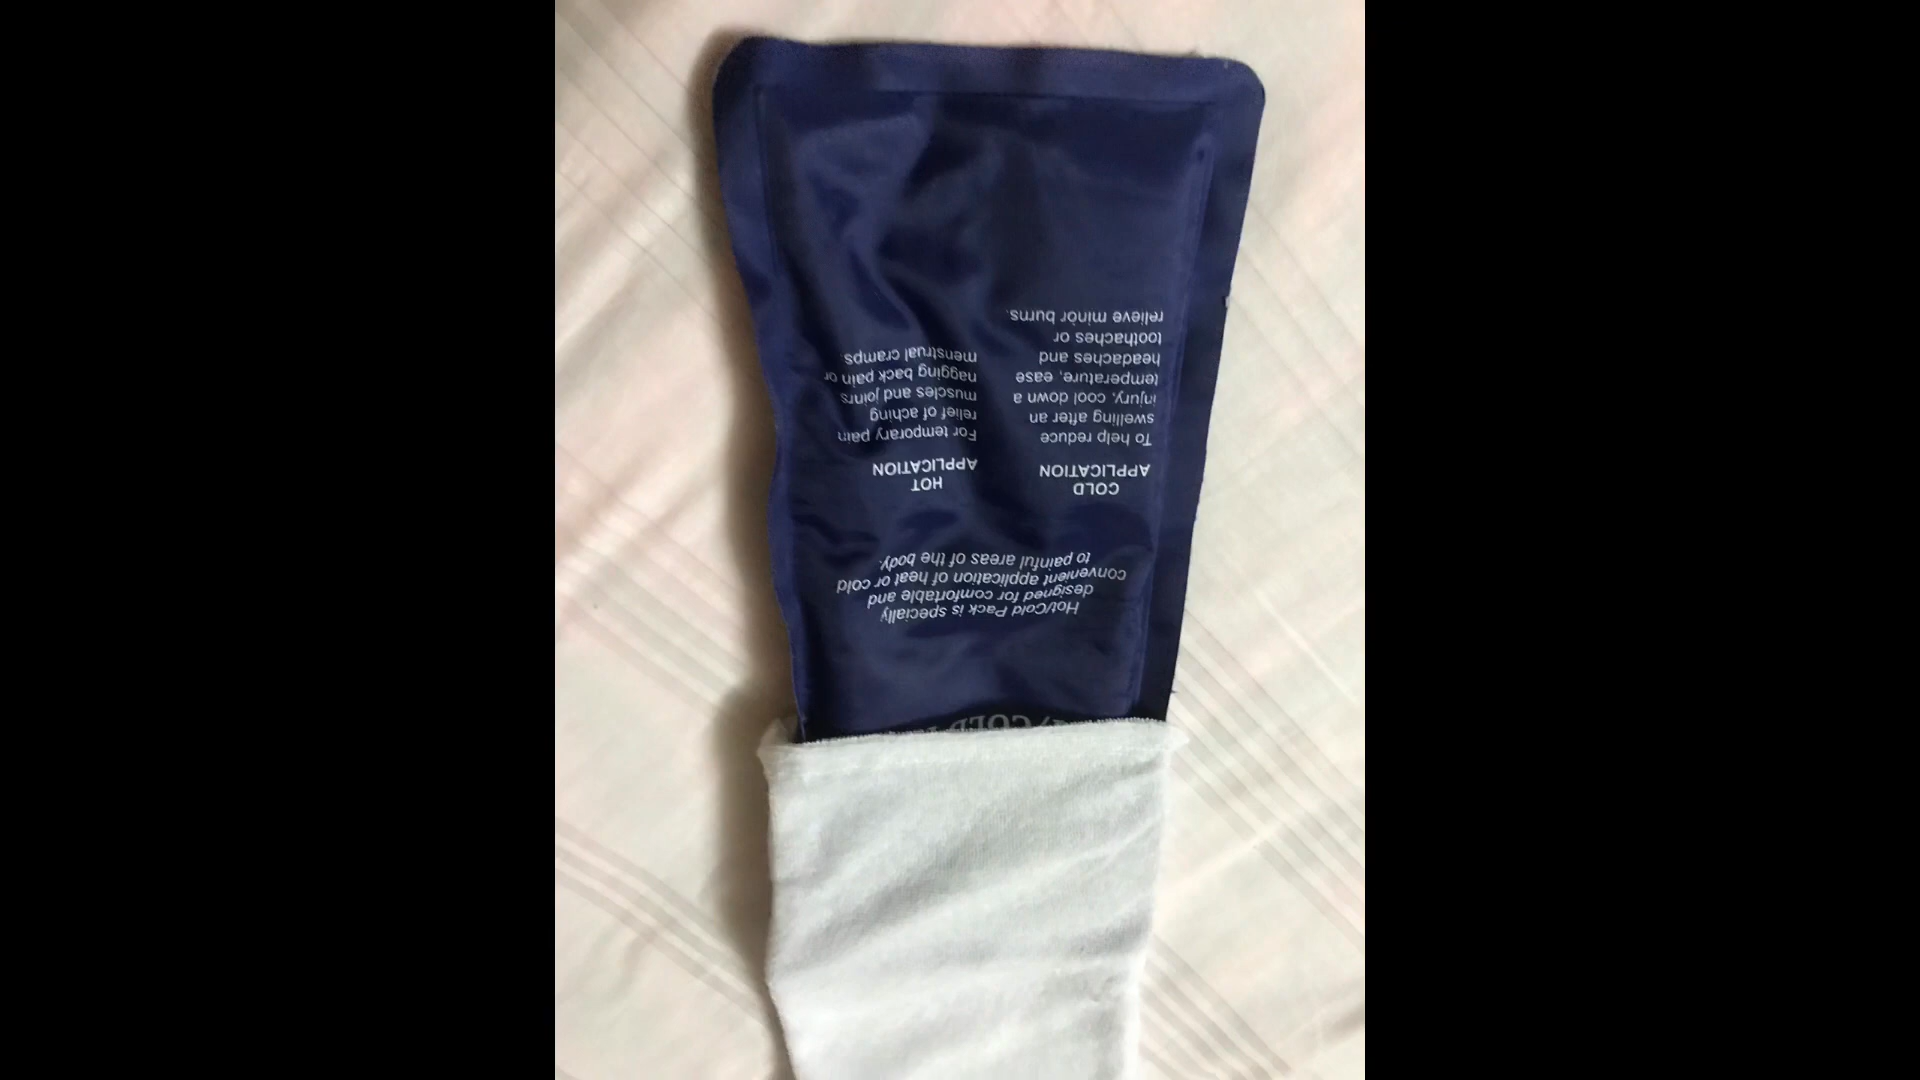 Hot/Cold Pack is specially
designed for comfortable and
convenient application of heat or cold
to painful areas of the body.
COLD
APPLICATION
To help reduce
swelling after an
injury, cool down a
temperature, ease
headaches and
toothaches or
relieve minor burns.
HOT
APPLICATION
For temporary pain
relief of aching
muscles and joints
nagging back pain or
menstrual cramps.